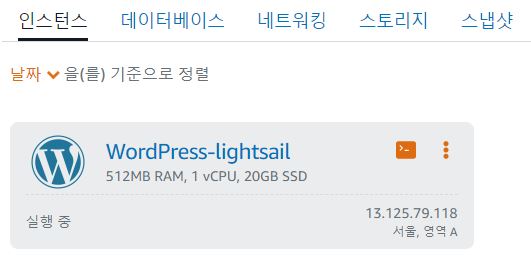 인스턴스 데이터베이스 네트워킹 스토리지 스냅샷
날짜 을(를) 기준으로 정렬
WordPress-lightsail
512MB RAM, 1 vCPU, 20GB SSD
실행 중
13.125.79.118
서울, 영역 A